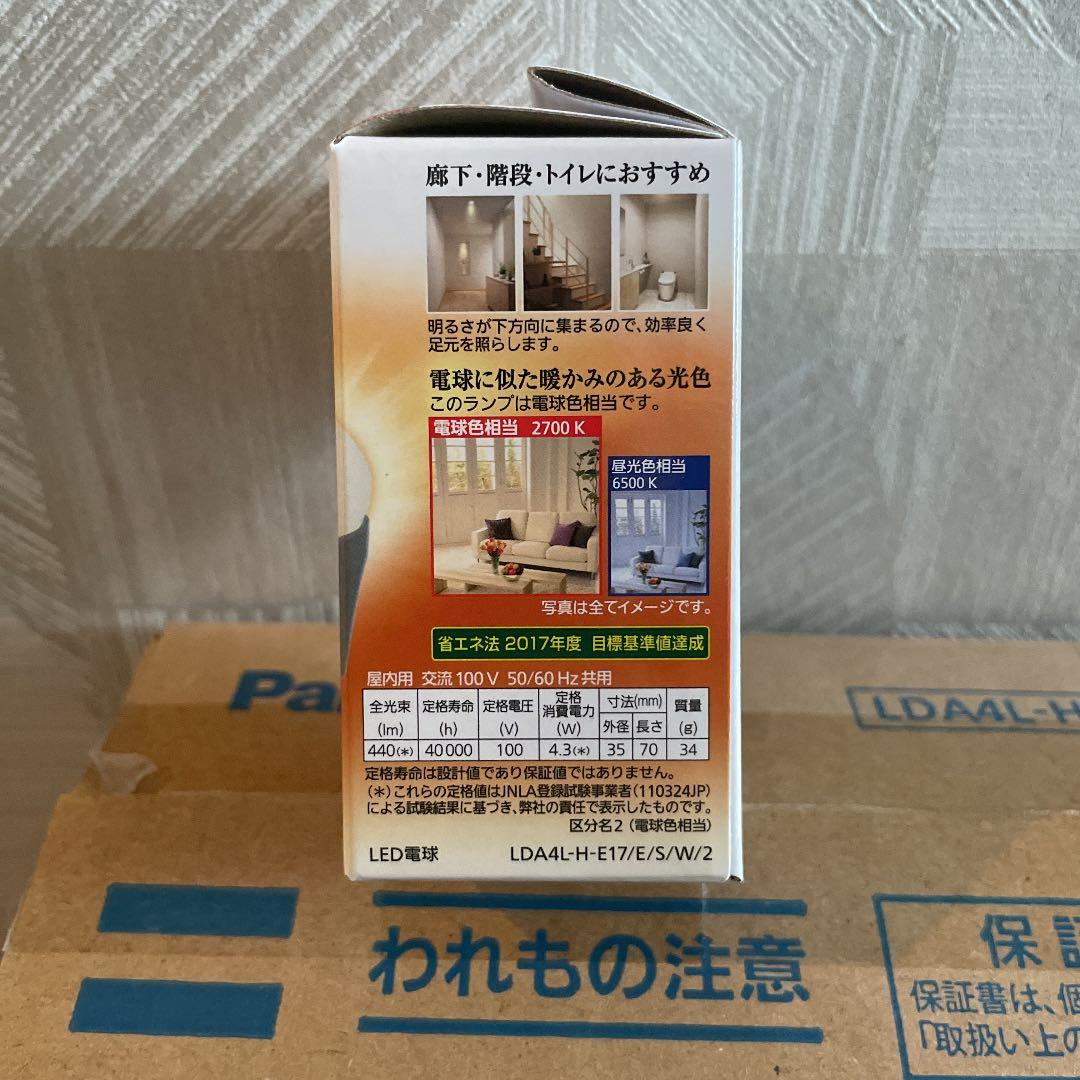 廊下・階段・トイレにおすすめ
明るさが下方向に集まるので、効率良く
足元を照らします。
電球に似た暖かみのある光色
このランプは電球色相当です。
電球色相当 2700 K
昼光色相当
6500 K
写真は全てイメージです。
省エネ法 2017年度 目標基準値達成
屋内用 交流100 V 50/60 Hz共用
全光束 (lm) 定格寿命 (h) 定格電圧 (V) 定格消費電力 (W) 寸法(mm) 外径 長さ 質量 (g)
440(*) 40000 100 4.3(*) 35 70 34
定格寿命は設計値であり保証値ではありません。
(*)これらの定格値はJNLA登録試験事業者(110324JP)
による試験結果に基づき、弊社の責任で表示したものです。
区分名2(電球色相当)
LED電球 LDA4L-H-E17/E/S/W/2
Pa
LDA4L-H
われもの注意
保
保証書は、個
「取扱い上の